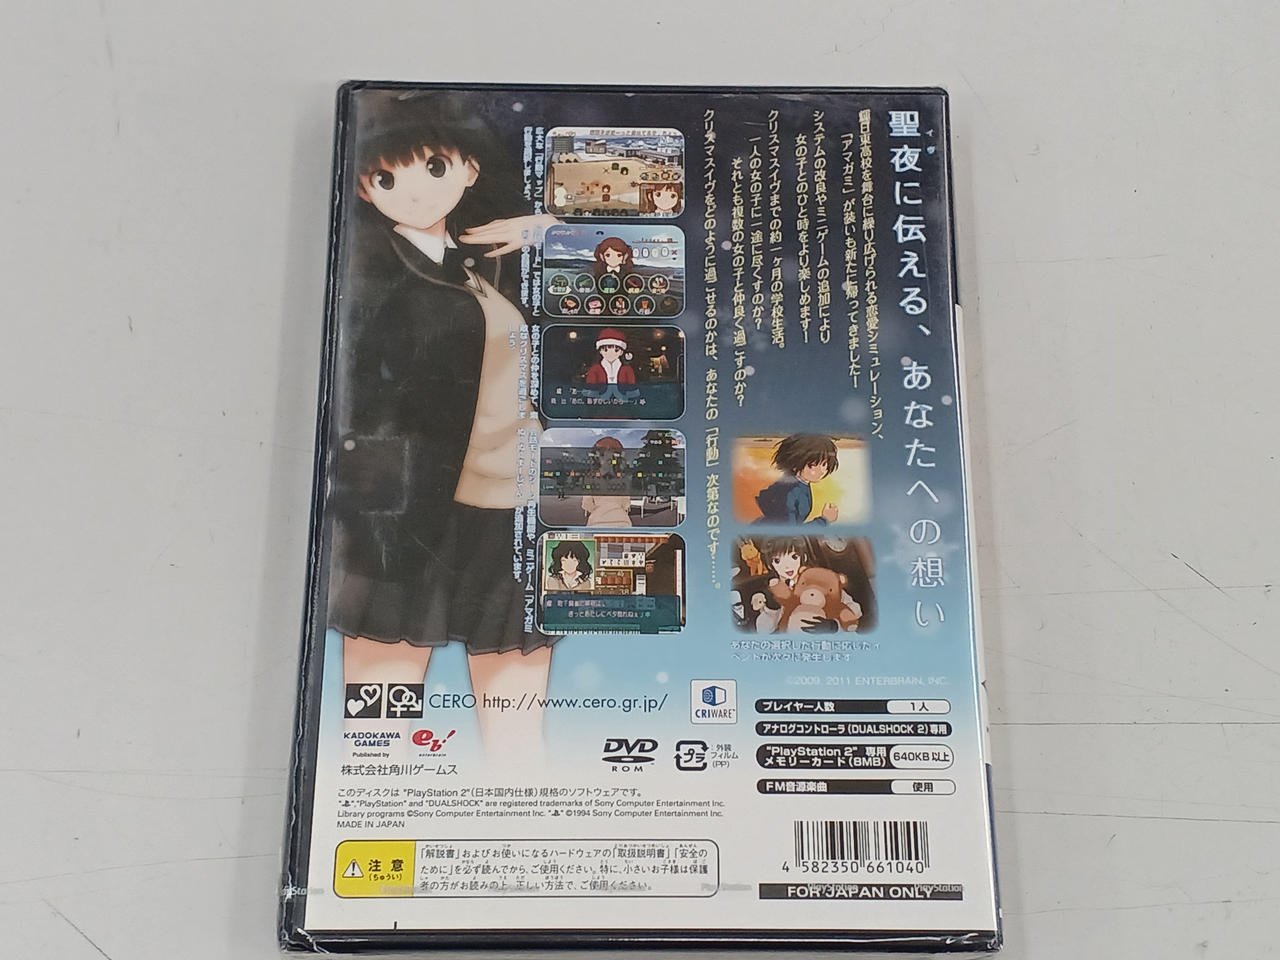 聖夜に伝える、あなたへの想い
イヴ
輝日東高校を舞台に繰り広げられる恋愛シミュレーション、
「アマガミ」が装いも新たに帰ってきました！
システムの改良やミニゲームの追加により
女の子とのひと時をより楽しめます！
クリスマスイヴまでの約一ヶ月の学校生活。
一人の女の子に一途に尽くすのか？
それとも複数の女の子と仲良く過ごすのか？
クリスマスイヴをどのように過ごせるのかは、あなたの「行動」次第なのです……。
あなたの選択した行動に応じたイ
ベントが次々に発生します
©2009, 2011 ENTERBRAIN, INC.
CERO http://www.cero.gr.jp/
CRIWARE
プレイヤー人数 1人
アナログコントローラ(DUALSHOCK 2)専用
"PlayStation 2" 専用
メモリーカード(8MB) 640KB以上
FM音源楽曲 使用
KADOKAWA
GAMES
Published by
eb!
enterbrain
株式会社角川ゲームス
DVD
ROM
プラ
:外装
フィルム
(PP)
このディスクは "PlayStation 2"(日本国内仕様)規格のソフトウェアです。
"PlayStation" and "DUALSHOCK" are registered trademarks of Sony Computer Entertainment Inc.
Library programs ©Sony Computer Entertainment Inc. ©1994 Sony Computer Entertainment Inc.
MADE IN JAPAN
注意
(ちゅうい)
「解説書」およびお使いになるハードウェアの「取扱説明書」「安全の
ために」を必ず読んでから、ご使用ください。特に、小さいお子様は保護
者の方がお読みの上、正しい方法で、ご使用ください。
4 582350 661040
FOR JAPAN ONLY